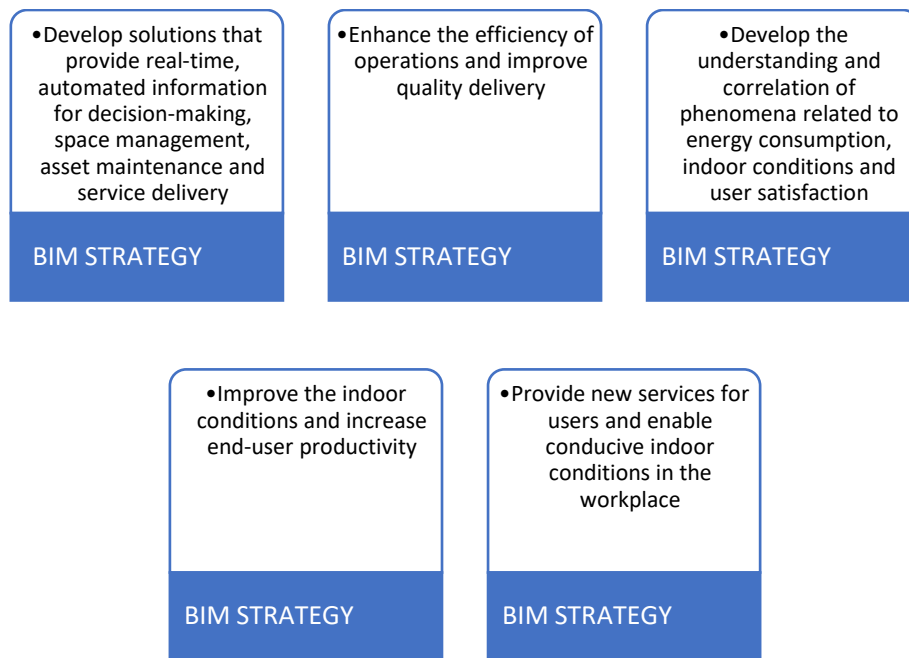 •Develop solutions that
provide real-time,
automated information
for decision-making,
space management,
asset maintenance and
service delivery
BIM STRATEGY
•Enhance the efficiency of
operations and improve
quality delivery
BIM STRATEGY
•Develop the
understanding and
correlation of
phenomena related to
energy consumption,
indoor conditions and
user satisfaction
BIM STRATEGY
•Improve the indoor
conditions and increase
end-user productivity
BIM STRATEGY
•Provide new services for
users and enable
conducive indoor
conditions in the
workplace
BIM STRATEGY